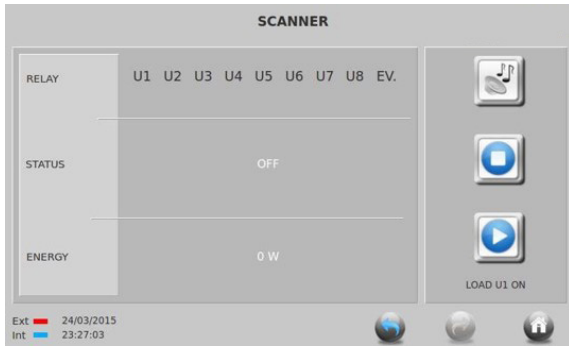 SCANNER
RELAY U1 U2 U3 U4 U5 U6 U7 U8 EV.
STATUS OFF
ENERGY 0 W
LOAD U1 ON
Ext 24/03/2015
Int 23:27:03